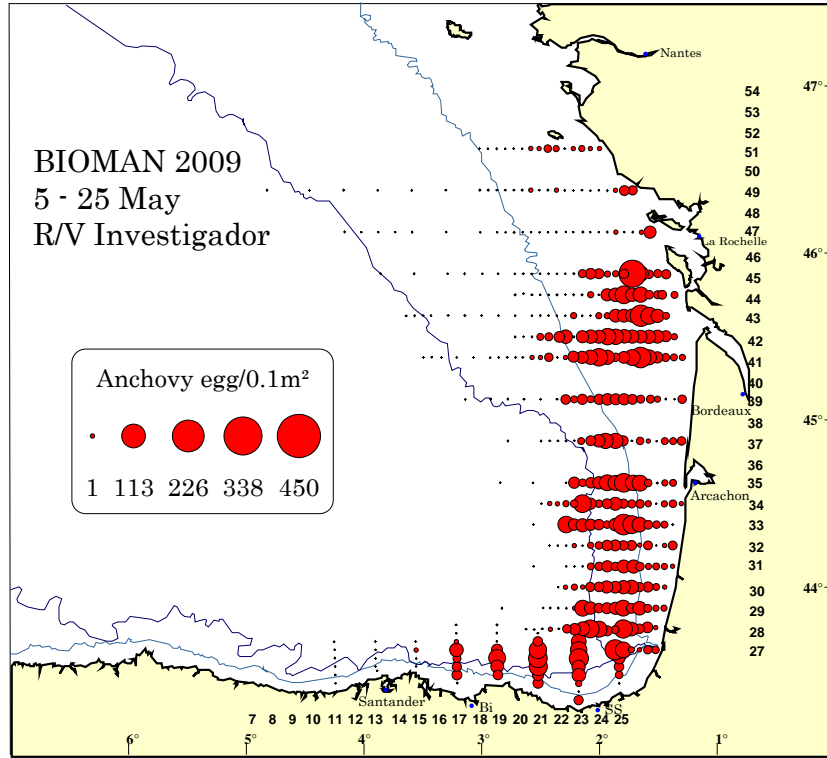 Nantes
47°
54
53
52
51
50
49
48
47
46
45
44
43
42
41
40
39
38
37
36
35
34
33
32
31
30
29
28
27
BIOMAN 2009
5 - 25 May
R/V Investigador
La Rochelle
46°
Anchovy egg/0.1m²
1 113 226 338 450
Bordeaux
45°
Arcachon
44°
Santander
Bi
SS
7 8 9 10 11 12 13 14 15 16 17 18 19 20 21 22 23 24 25
6° 5° 4° 3° 2° 1°